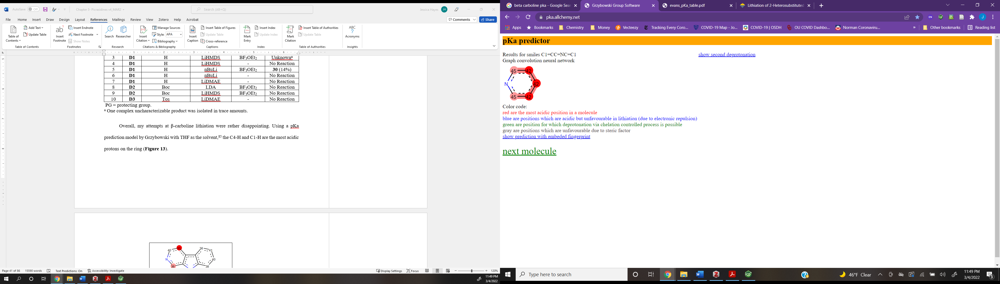 AutoSave Off Chapter 3- Picrasidines v4_MAR2 Search (Alt+Q) Jessica Hayes JH
File Home Insert Draw Design Layout References Mailings Review View Zotero Help Acrobat Comments Share
Table of Contents Add Text Update Table Table of Contents
Insert Footnote Insert Endnote Next Footnote Show Notes Footnotes
Search Researcher Research
Insert Citation Manage Sources Style: APA Bibliography Citations & Bibliography
Insert Caption Insert Table of Figures Update Table Cross-reference Captions
Mark Entry Insert Index Update Index Index
Mark Citation Insert Table of Authorities Update Table Table of Authorities
Acronyms Insights
3 D1 H LiHMDS BF3OEt2 Unknownᵃ
4 D1 H LiHMDS - No Reaction
5 D1 H nBuLi BF3OEt2 30 (14%)
6 D1 H nBuLi - No Reaction
7 D1 H LiDMAE - No Reaction
8 D2 Boc LDA BF3OEt2 No Reaction
9 D2 Boc LiHMDS BF3OEt2 No Reaction
10 D3 Tos LiDMAE - No Reaction
PG = protecting group.
ᵃ One complex uncharacterizable product was isolated in trace amounts.
Overall, my attempts at β-carboline lithiation were rather disappointing. Using a pKa
prediction model by Grzybowski with THF as the solvent,⁸⁵ the C4-H and C1-H are the most acidic
protons on the ring (Figure 13).
40 36 41
N 40
36 38
Page 41 of 86 15590 words Text Predictions: On Accessibility: Investigate Display Settings Focus 120%
11:49 PM
3/4/2022
beta carboline pka - Google Sear Grzybowski Group Software evans_pKa_table.pdf Lithiation of 2-Heterosubstituted
pka.allchemy.net
Apps Bookmarks Chemistry Money Vecteezy Tracking Every Coro... COVID-19 Map - Jo... COVID-19 | OSDH OU COVID Dashbo... Norman Coronaviru... » Other bookmarks Reading list
pKa predictor
Results for smiles C1=CC=NC=C1 show second deprotonation
Graph convolution neural network
45 42
N 42
45 42
Color code:
red are the most acidic position in a molecule
blue are positions which are acidic but unfavourable in lithiation (due to electronic repulsion)
green are position for which deprotonation via chelation controlled process is possible
gray are positions which are unfavourable due to steric factor
show prediction with embeded fingerprint
next molecule
Type here to search 46°F Clear 11:49 PM
3/4/2022 3